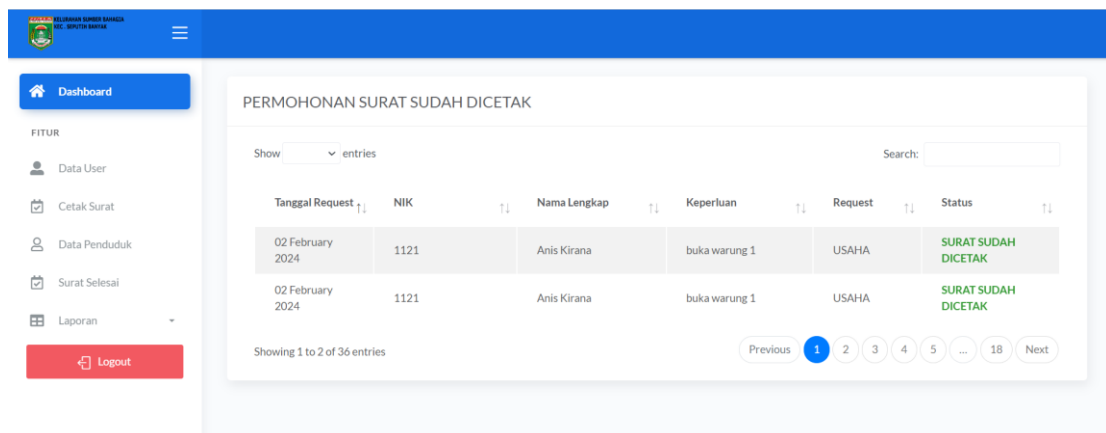 KELURAHAN SUMBER BAHAGIA
KEC. SEPUTIH BANYAK
Dashboard
FITUR
Data User
Cetak Surat
Data Penduduk
Surat Selesai
Laporan
Logout
PERMOHONAN SURAT SUDAH DICETAK
Show entries
Search:
Tanggal Request NIK Nama Lengkap Keperluan Request Status
02 February 2024 1121 Anis Kirana buka warung 1 USAHA SURAT SUDAH DICETAK
02 February 2024 1121 Anis Kirana buka warung 1 USAHA SURAT SUDAH DICETAK
Showing 1 to 2 of 36 entries
Previous 1 2 3 4 5 ... 18 Next